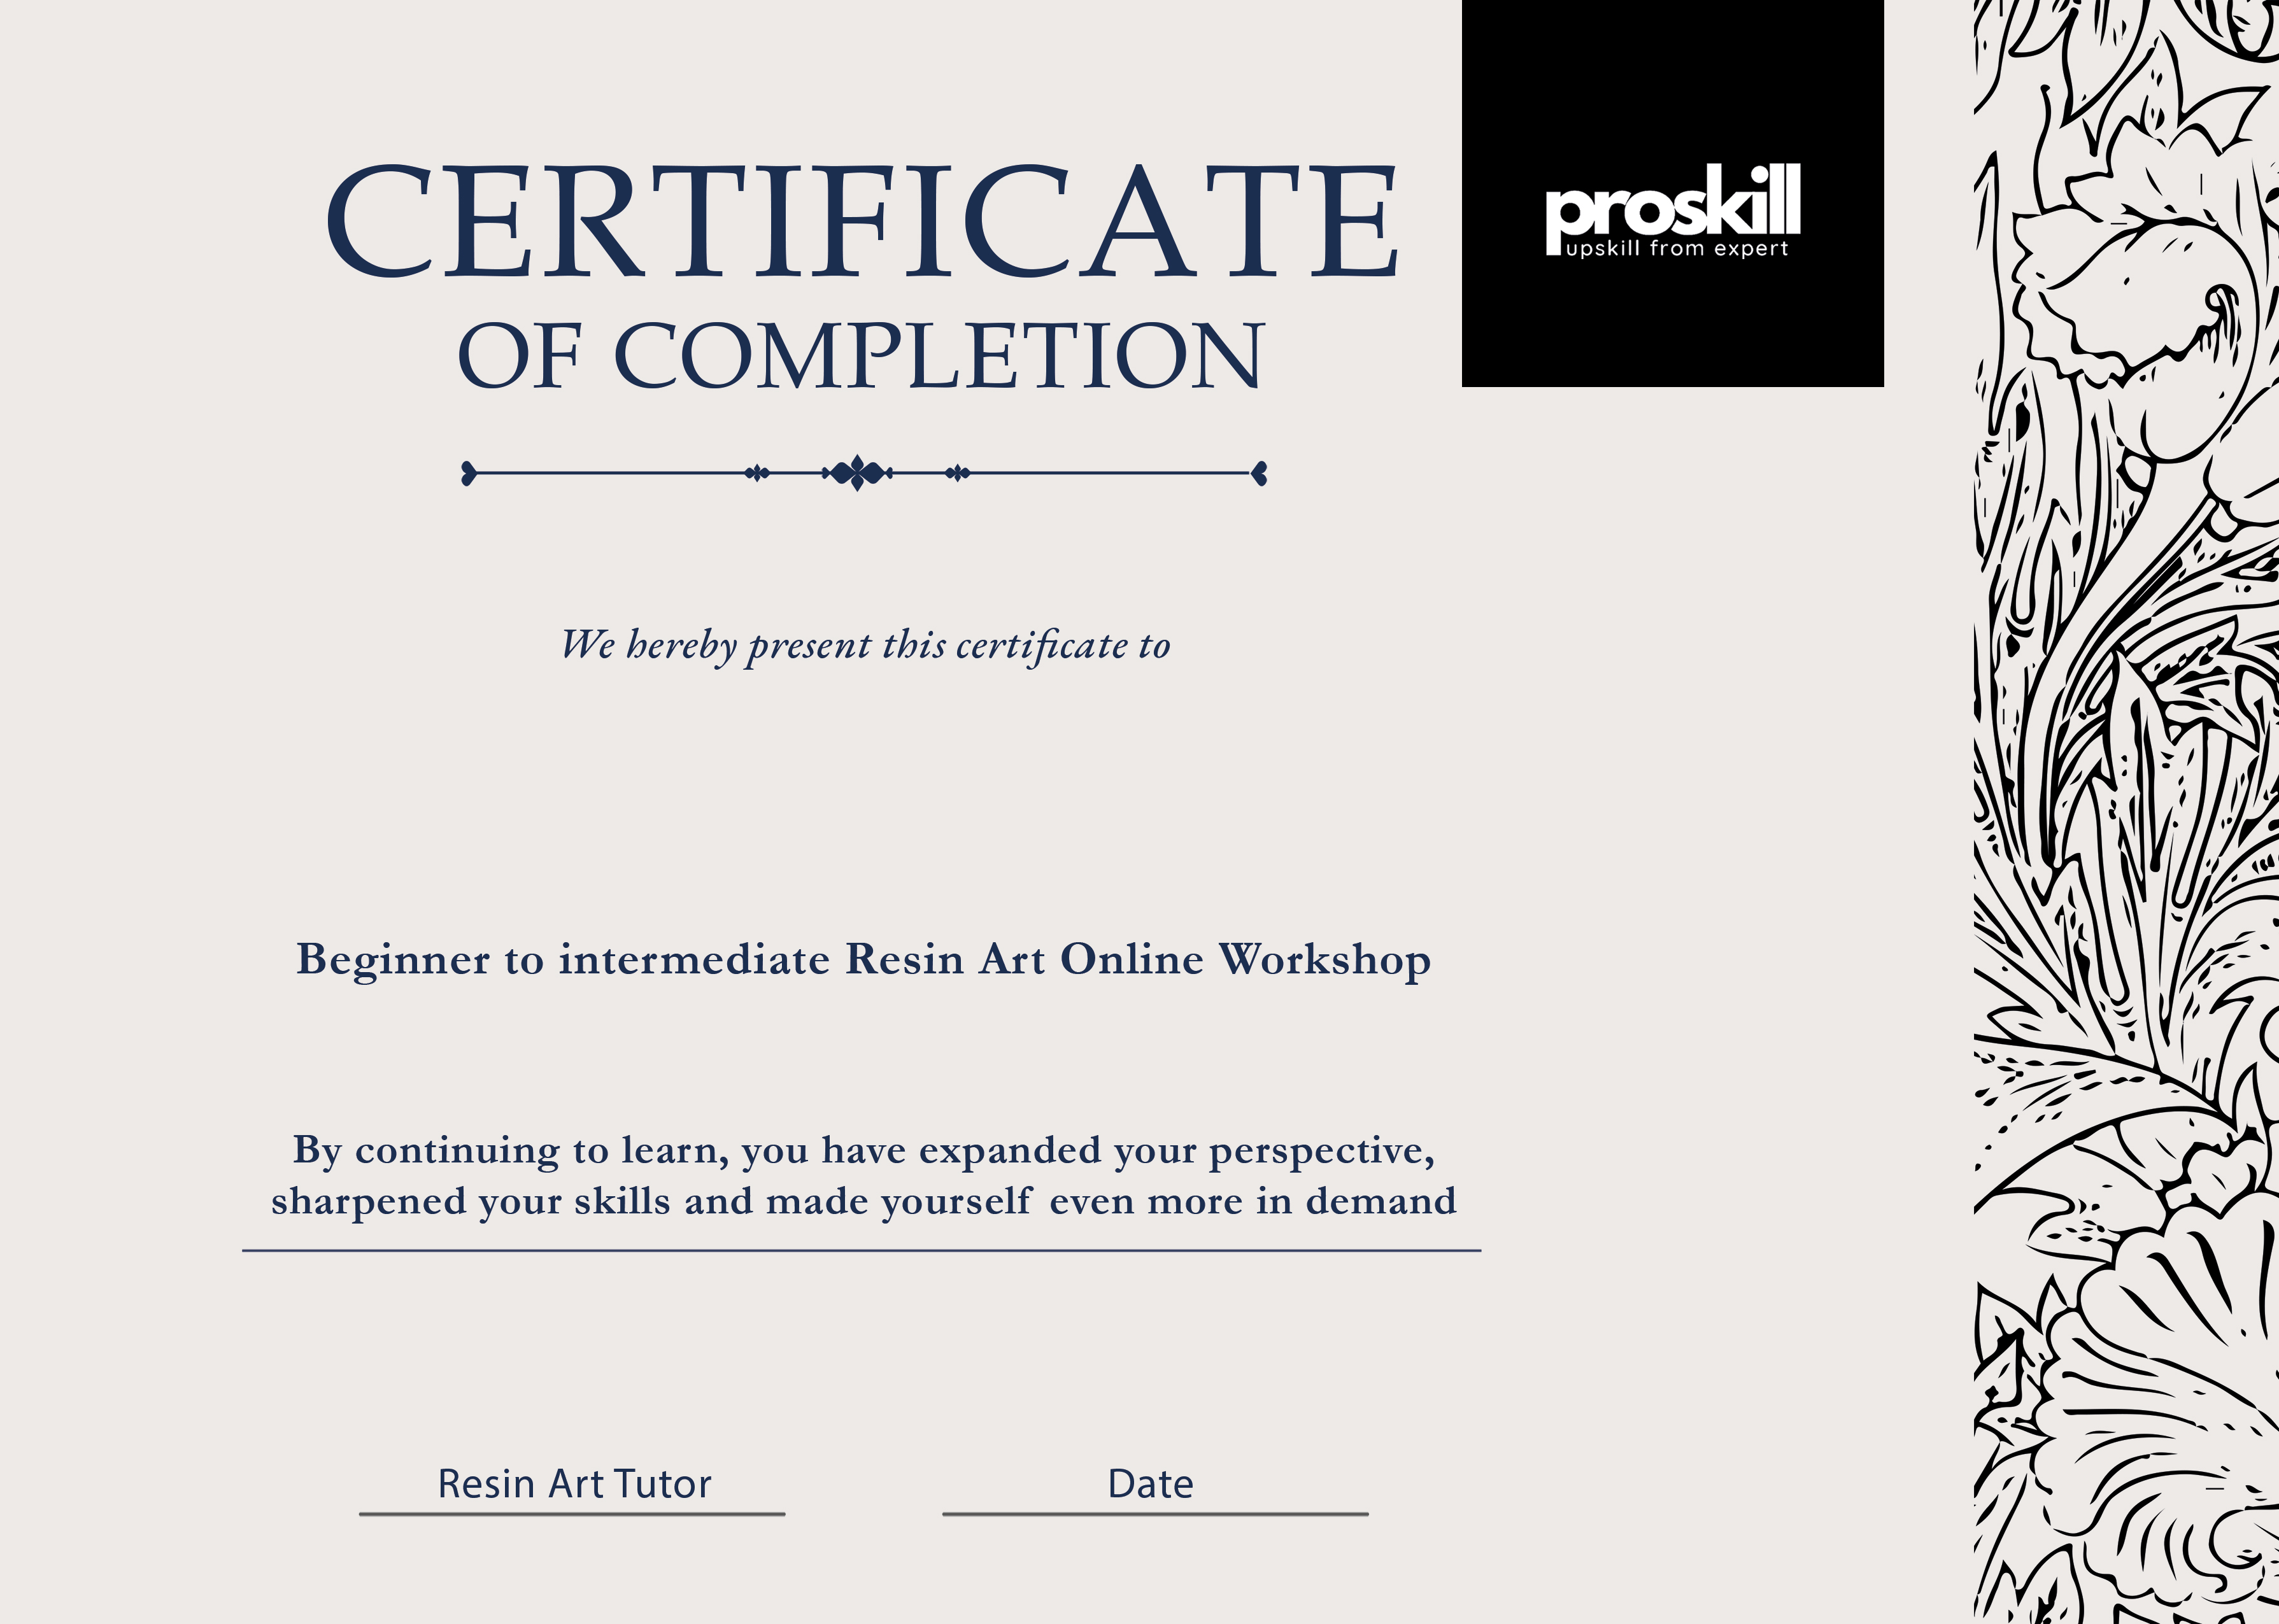 CERTIFICATE
OF COMPLETION
proskill
upskill from expert
We hereby present this certificate to
Beginner to intermediate Resin Art Online Workshop
By continuing to learn, you have expanded your perspective,
sharpened your skills and made yourself even more in demand
Resin Art Tutor
Date